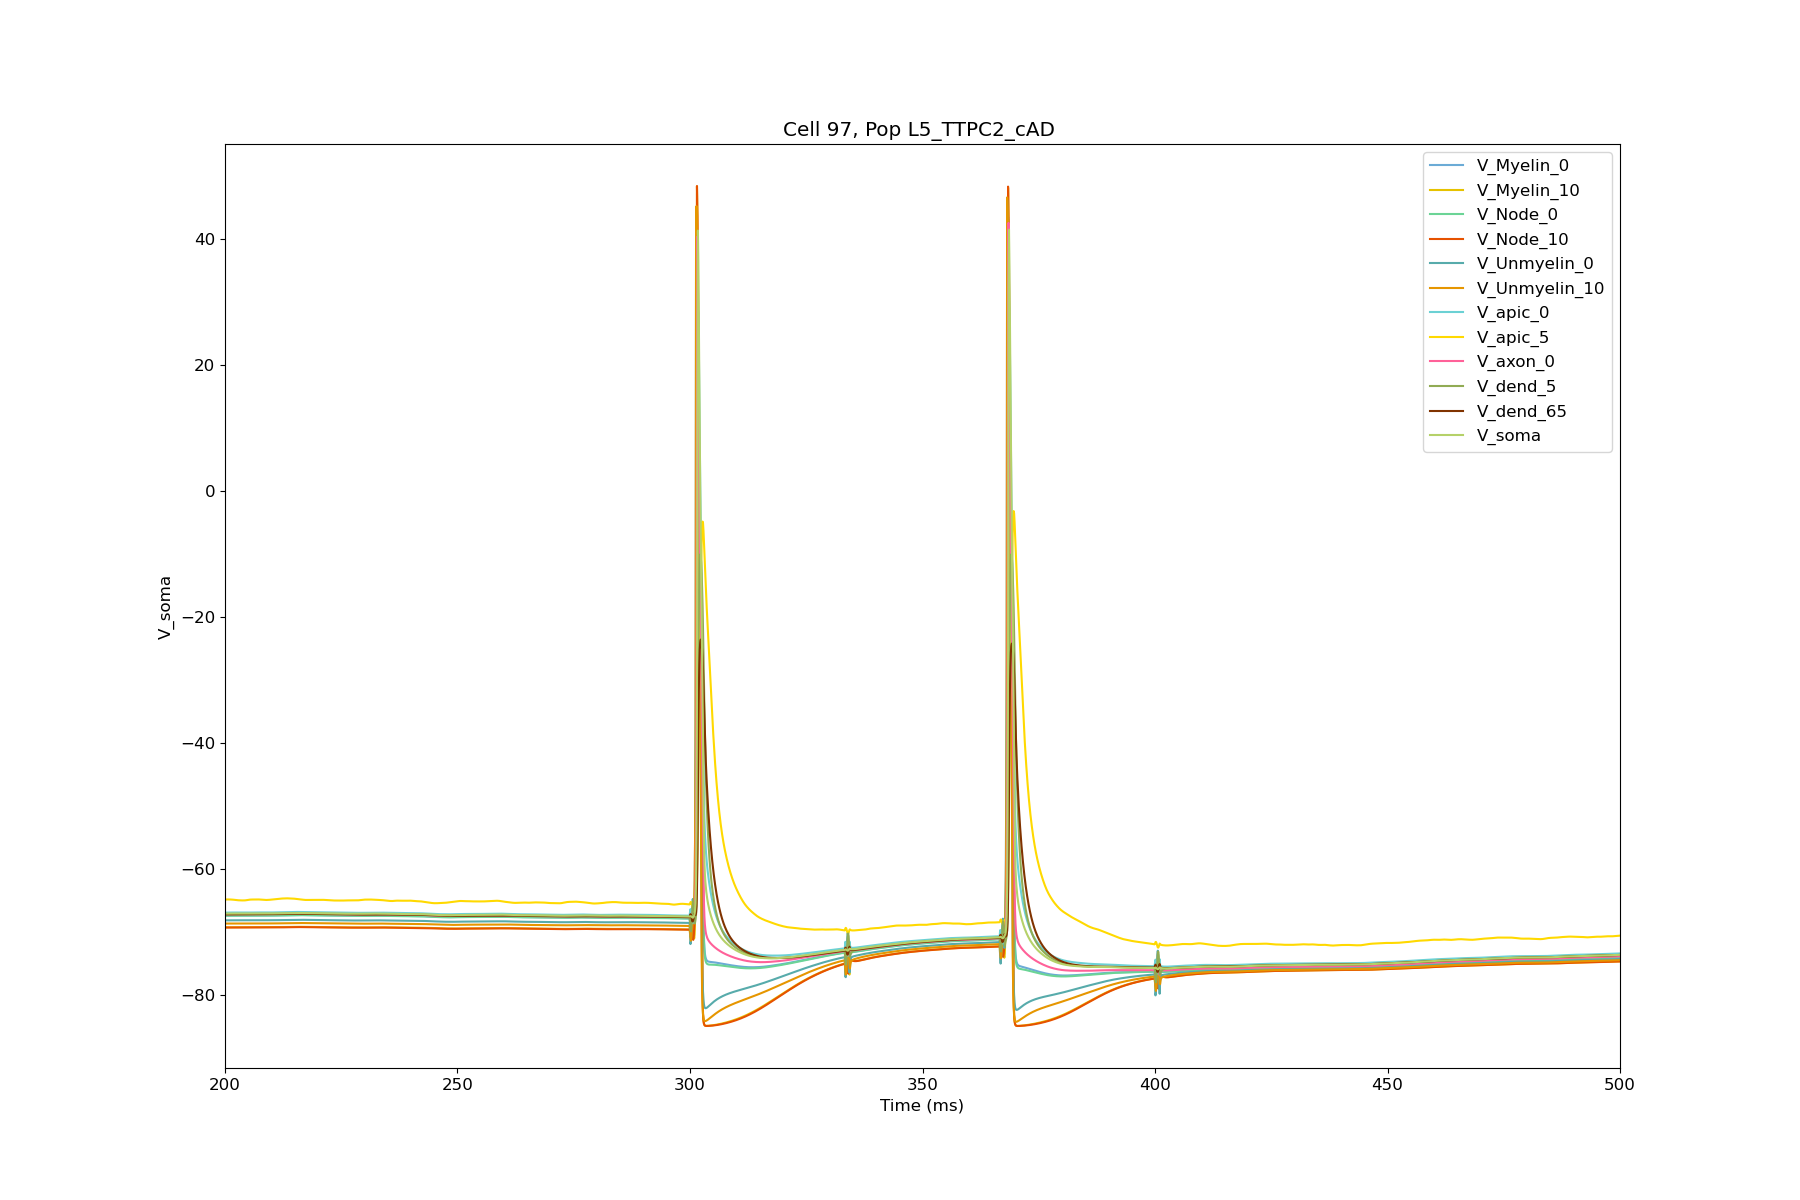 Cell 97, Pop L5_TTPC2_cAD
V_Myelin_0
V_Myelin_10
V_Node_0
V_Node_10
V_Unmyelin_0
V_Unmyelin_10
V_apic_0
V_apic_5
V_axon_0
V_dend_5
V_dend_65
V_soma
40
20
0
−20
−40
−60
−80
V_soma
200 250 300 350 400 450 500
Time (ms)